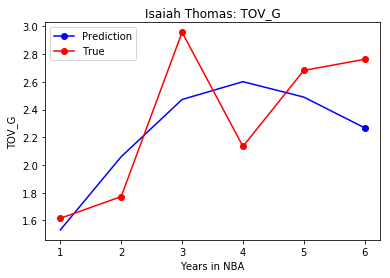 Isaiah Thomas: TOV_G
Prediction
True
3.0
2.8
2.6
2.4
2.2
2.0
1.8
1.6
TOV_G
1 2 3 4 5 6
Years in NBA